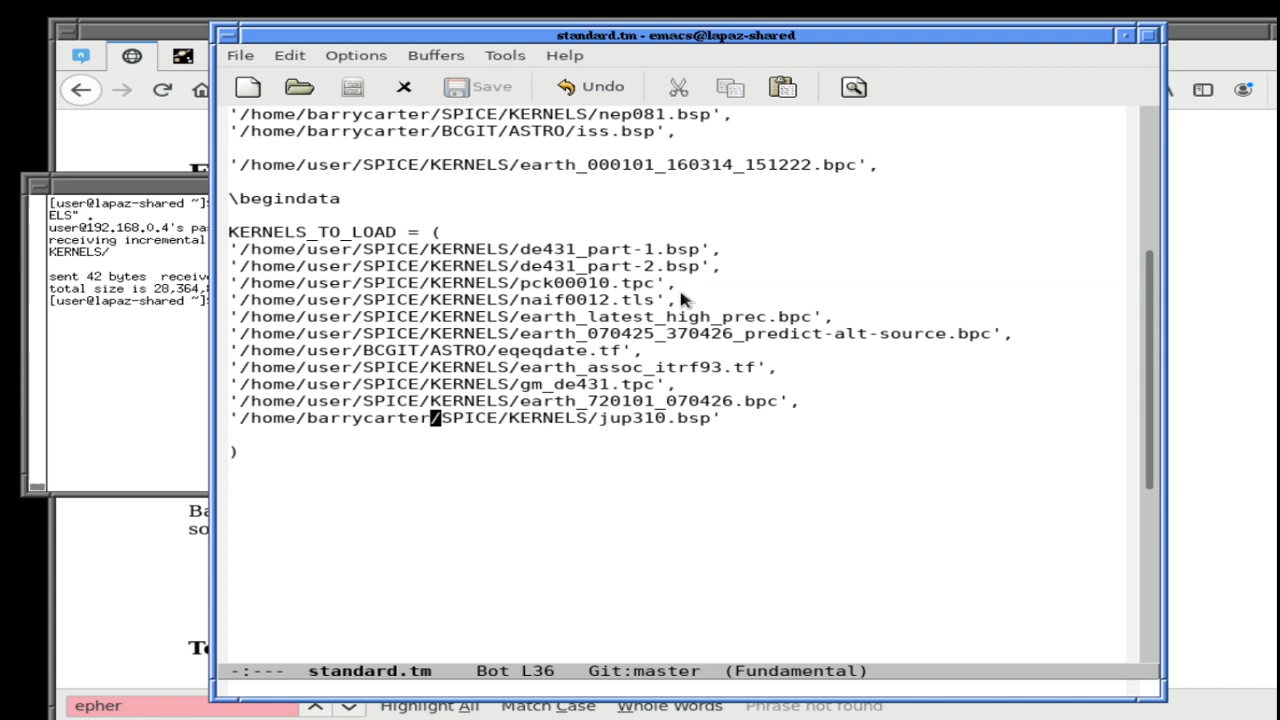 standard.tm - emacs@lapaz-shared
File Edit Options Buffers Tools Help
Save Undo
'/home/barrycarter/SPICE/KERNELS/nep081.bsp',
'/home/barrycarter/BCGIT/ASTRO/iss.bsp',
'/home/user/SPICE/KERNELS/earth_000101_160314_151222.bpc',
\begindata
KERNELS_TO_LOAD = (
'/home/user/SPICE/KERNELS/de431_part-1.bsp',
'/home/user/SPICE/KERNELS/de431_part-2.bsp',
'/home/user/SPICE/KERNELS/pck00010.tpc',
'/home/user/SPICE/KERNELS/naif0012.tls',
'/home/user/SPICE/KERNELS/earth_latest_high_prec.bpc',
'/home/user/SPICE/KERNELS/earth_070425_370426_predict-alt-source.bpc',
'/home/user/BCGIT/ASTRO/eqeqdate.tf',
'/home/user/SPICE/KERNELS/earth_assoc_itrf93.tf',
'/home/user/SPICE/KERNELS/gm_de431.tpc',
'/home/user/SPICE/KERNELS/earth_720101_070426.bpc',
'/home/barrycarter/SPICE/KERNELS/jup310.bsp'
)
-:--- standard.tm Bot L36 Git:master (Fundamental)
[user@lapaz-shared ~]
ELS" .
user@192.168.0.4's pa
receiving incremental
KERNELS/
sent 42 bytes receiv
total size is 28,364,
[user@lapaz-shared ~]
Ba
so
To
epher Highlight All Match Case Whole Words Phrase not found